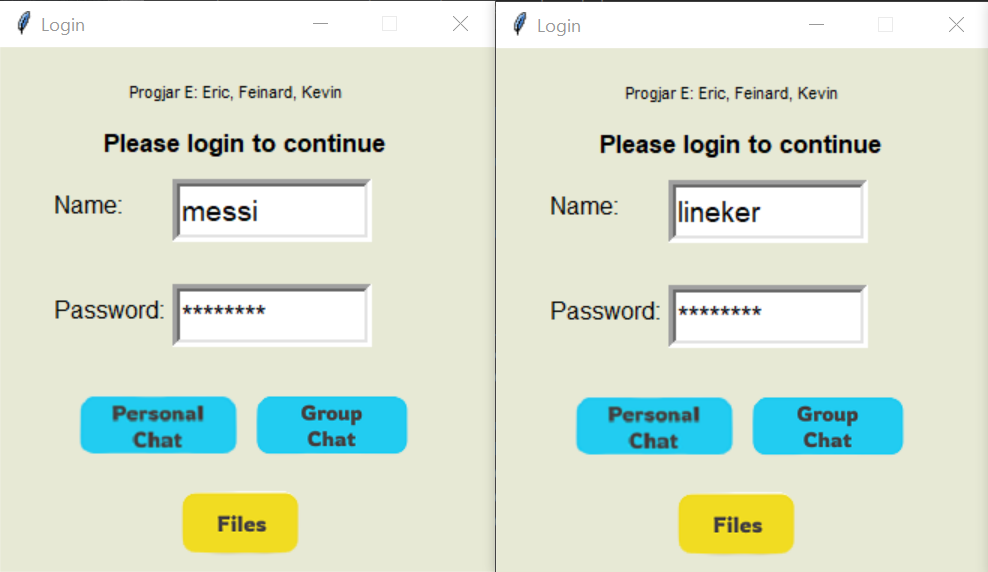 Login
Progjar E: Eric, Feinard, Kevin
Please login to continue
Name:
messi
Password:
********
Personal
Chat
Group
Chat
Files
Login
Progjar E: Eric, Feinard, Kevin
Please login to continue
Name:
lineker
Password:
********
Personal
Chat
Group
Chat
Files